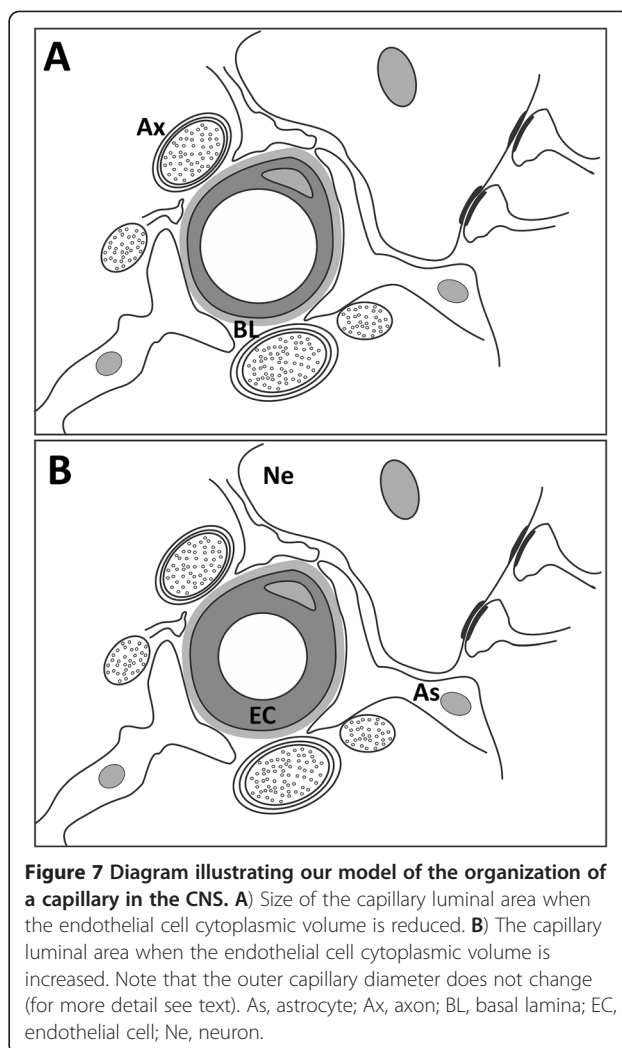 A
Ax
BL
B
Ne
As
EC
Figure 7 Diagram illustrating our model of the organization of
a capillary in the CNS. A) Size of the capillary luminal area when
the endothelial cell cytoplasmic volume is reduced. B) The capillary
luminal area when the endothelial cell cytoplasmic volume is
increased. Note that the outer capillary diameter does not change
(for more detail see text). As, astrocyte; Ax, axon; BL, basal lamina; EC,
endothelial cell; Ne, neuron.